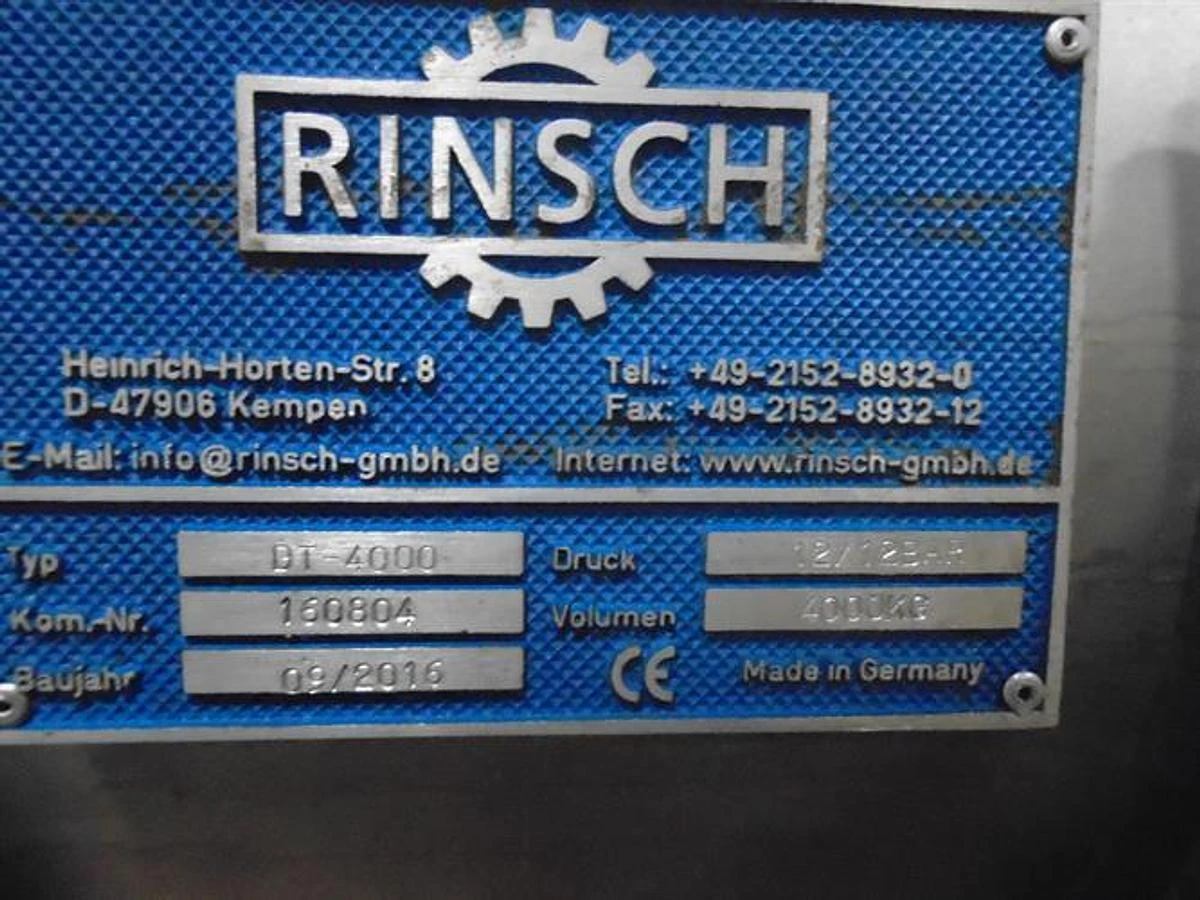 RINSCH
Heinrich-Horten-Str. 8
D-47906 Kempen
Tel.: +49-2152-8932-0
Fax: +49-2152-8932-12
E-Mail: info@rinsch-gmbh.de Internet: www.rinsch-gmbh.de
Typ DT-4000 Druck 12/12BAR
Kom.-Nr. 160804 Volumen 4000KG
Baujahr 09/2016 CE Made in Germany